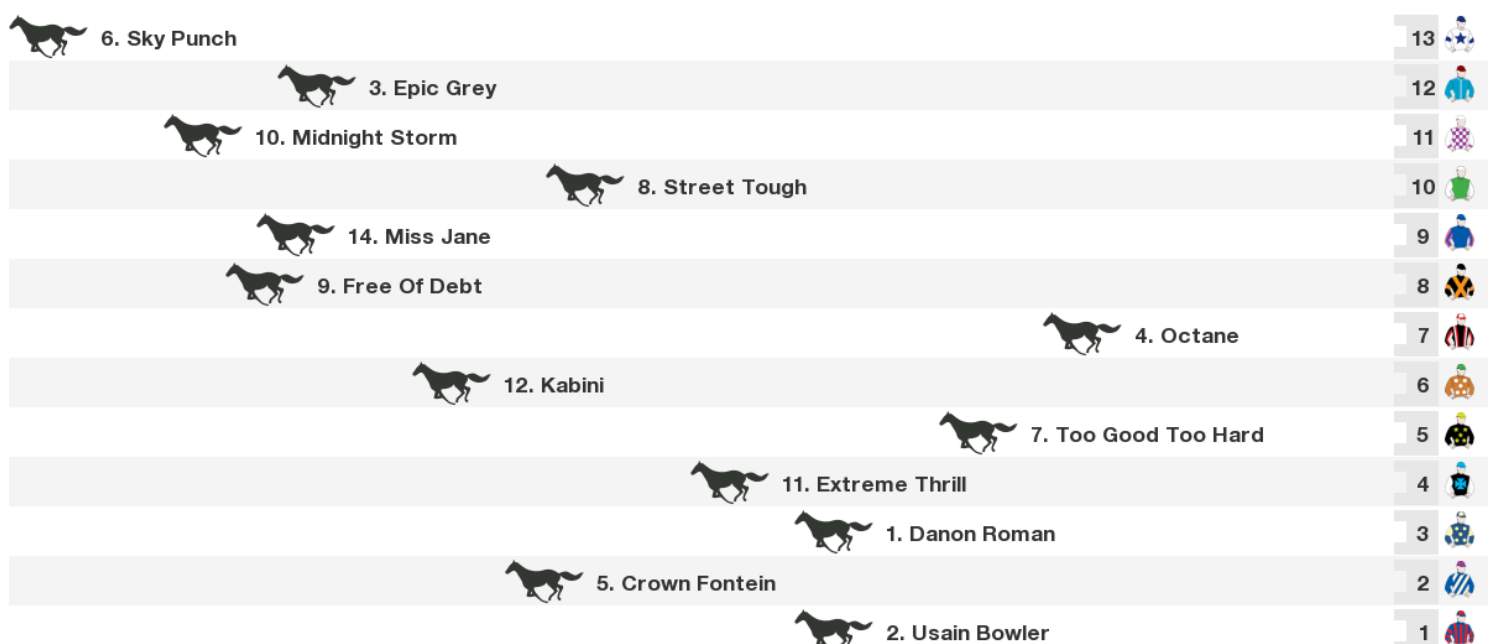 6. Sky Punch 13
3. Epic Grey 12
10. Midnight Storm 11
8. Street Tough 10
14. Miss Jane 9
9. Free Of Debt 8
4. Octane 7
12. Kabini 6
7. Too Good Too Hard 5
11. Extreme Thrill 4
1. Danon Roman 3
5. Crown Fontein 2
2. Usain Bowler 1